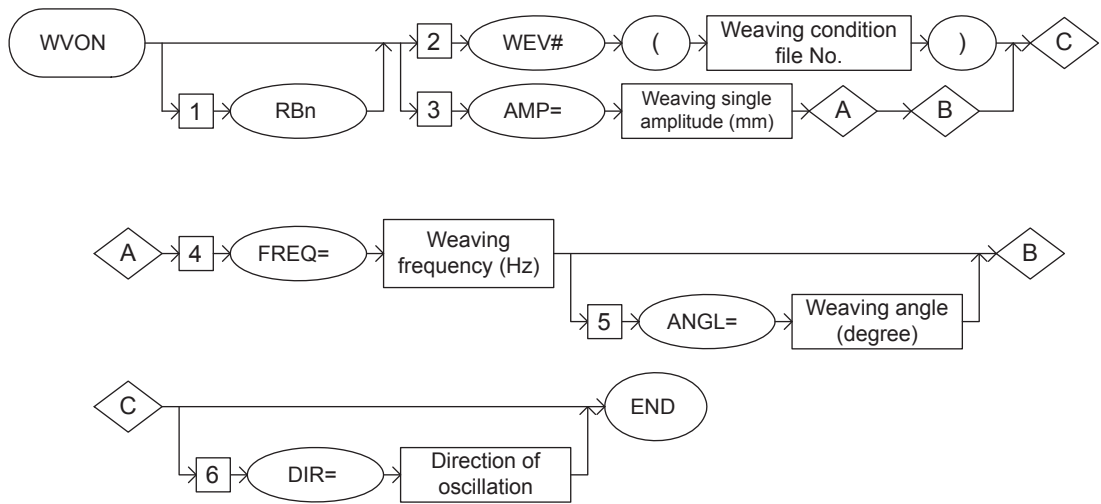 WVON
2
WEV#
(
Weaving condition
file No.
)
C
1
RBn
3
AMP=
Weaving single
amplitude (mm)
A
B
A
4
FREQ=
Weaving
frequency (Hz)
B
5
ANGL=
Weaving angle
(degree)
C
END
6
DIR=
Direction of
oscillation